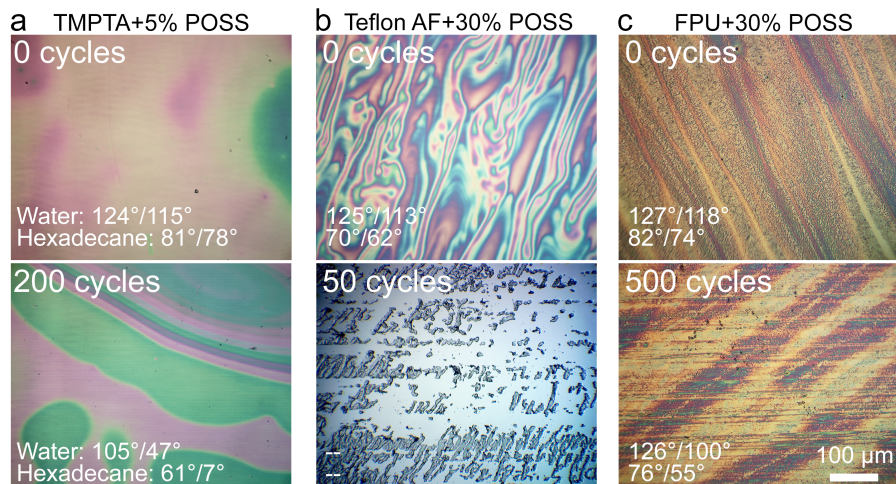 a TMPTA+5% POSS
0 cycles
Water: 124°/115°
Hexadecane: 81°/78°
200 cycles
Water: 105°/47°
Hexadecane: 61°/7°
b Teflon AF+30% POSS
0 cycles
125°/113°
70°/62°
50 cycles
--
--
c FPU+30% POSS
0 cycles
127°/118°
82°/74°
500 cycles
126°/100°
76°/55°
100 µm